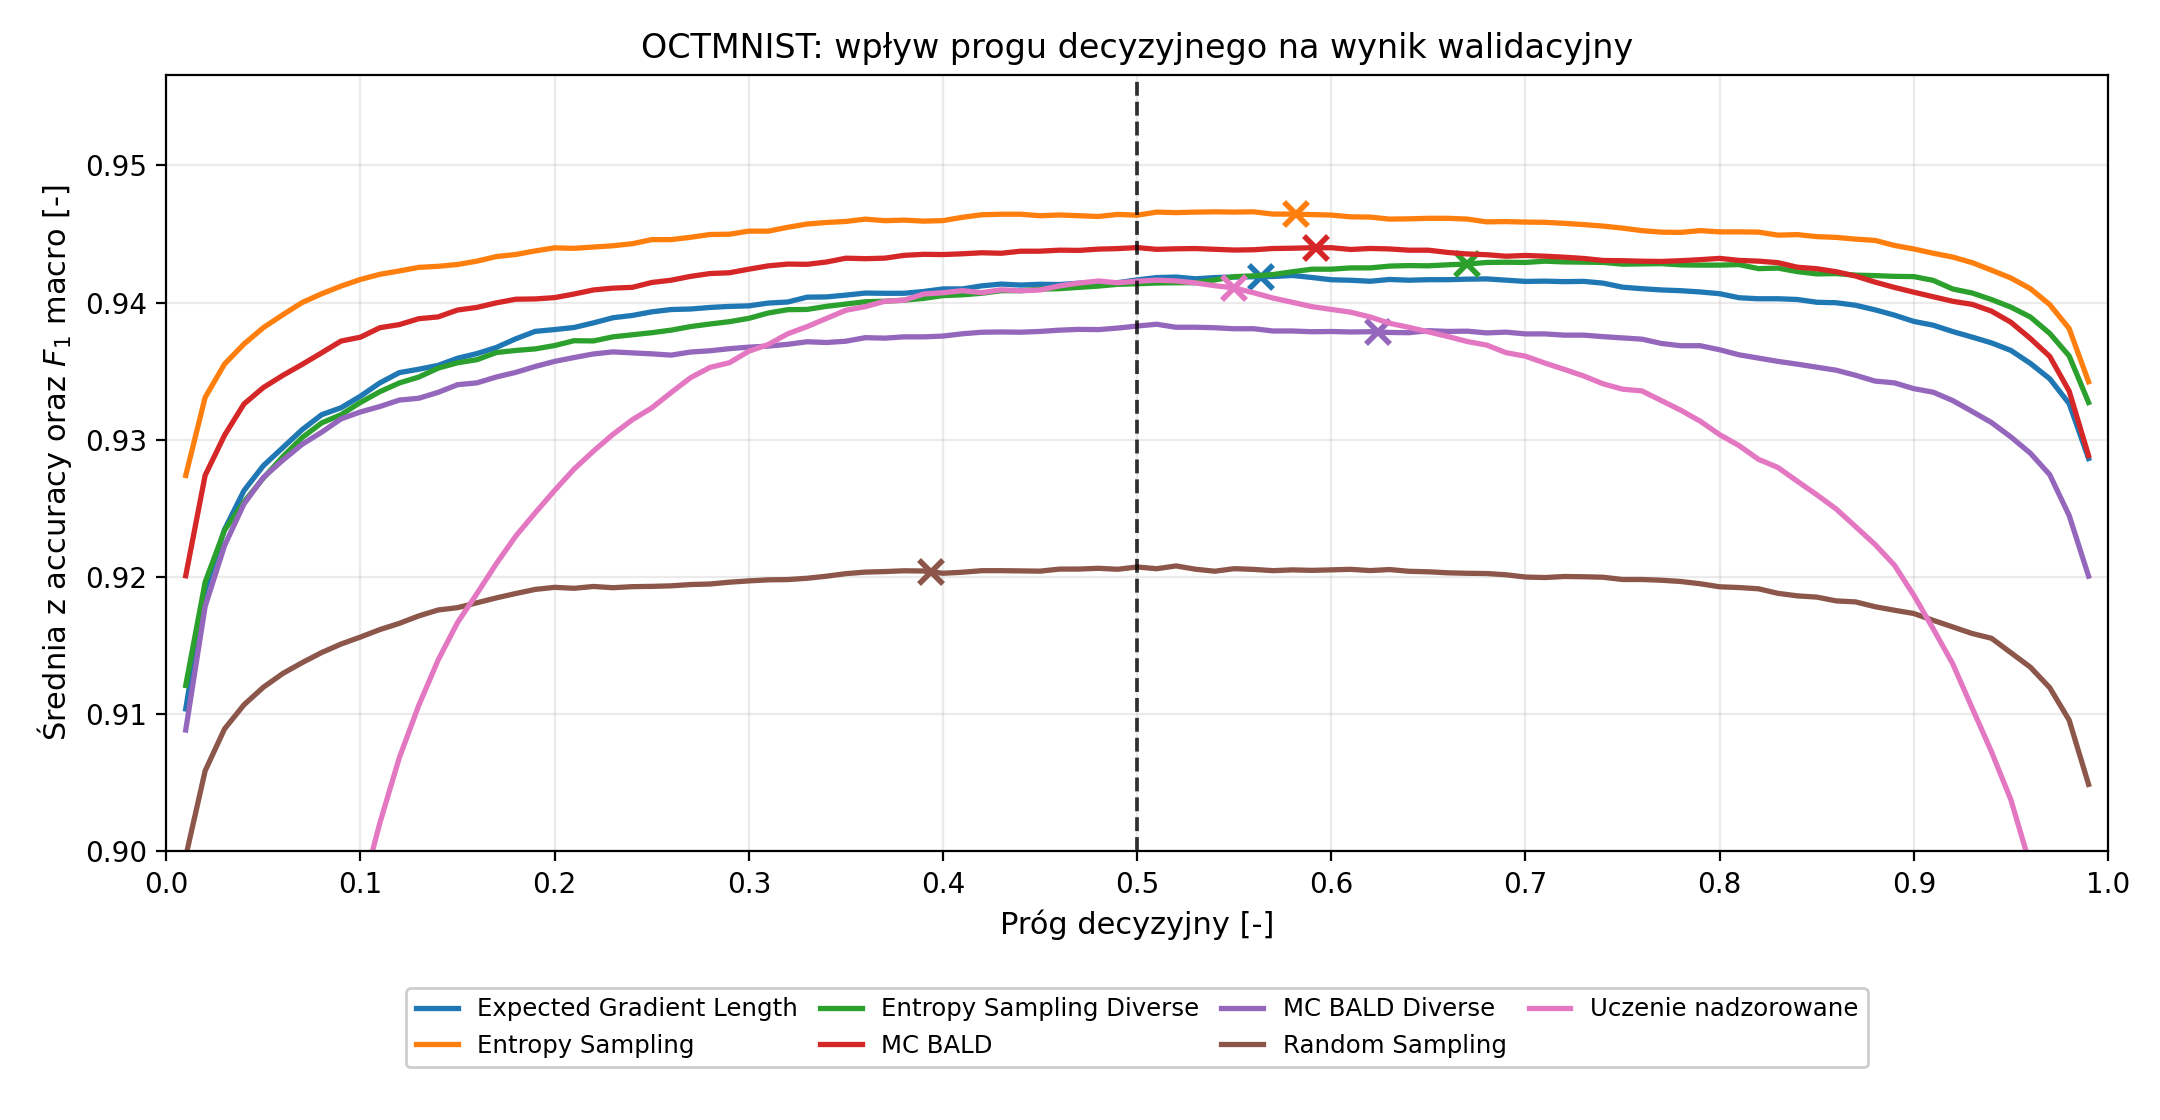 OCTMNIST: wpływ progu decyzyjnego na wynik walidacyjny
Średnia z accuracy oraz F₁ macro [-]
0.95
0.94
0.93
0.92
0.91
0.90
0.0 0.1 0.2 0.3 0.4 0.5 0.6 0.7 0.8 0.9 1.0
Próg decyzyjny [-]
Expected Gradient Length Entropy Sampling Diverse MC BALD Diverse Uczenie nadzorowane
Entropy Sampling MC BALD Random Sampling